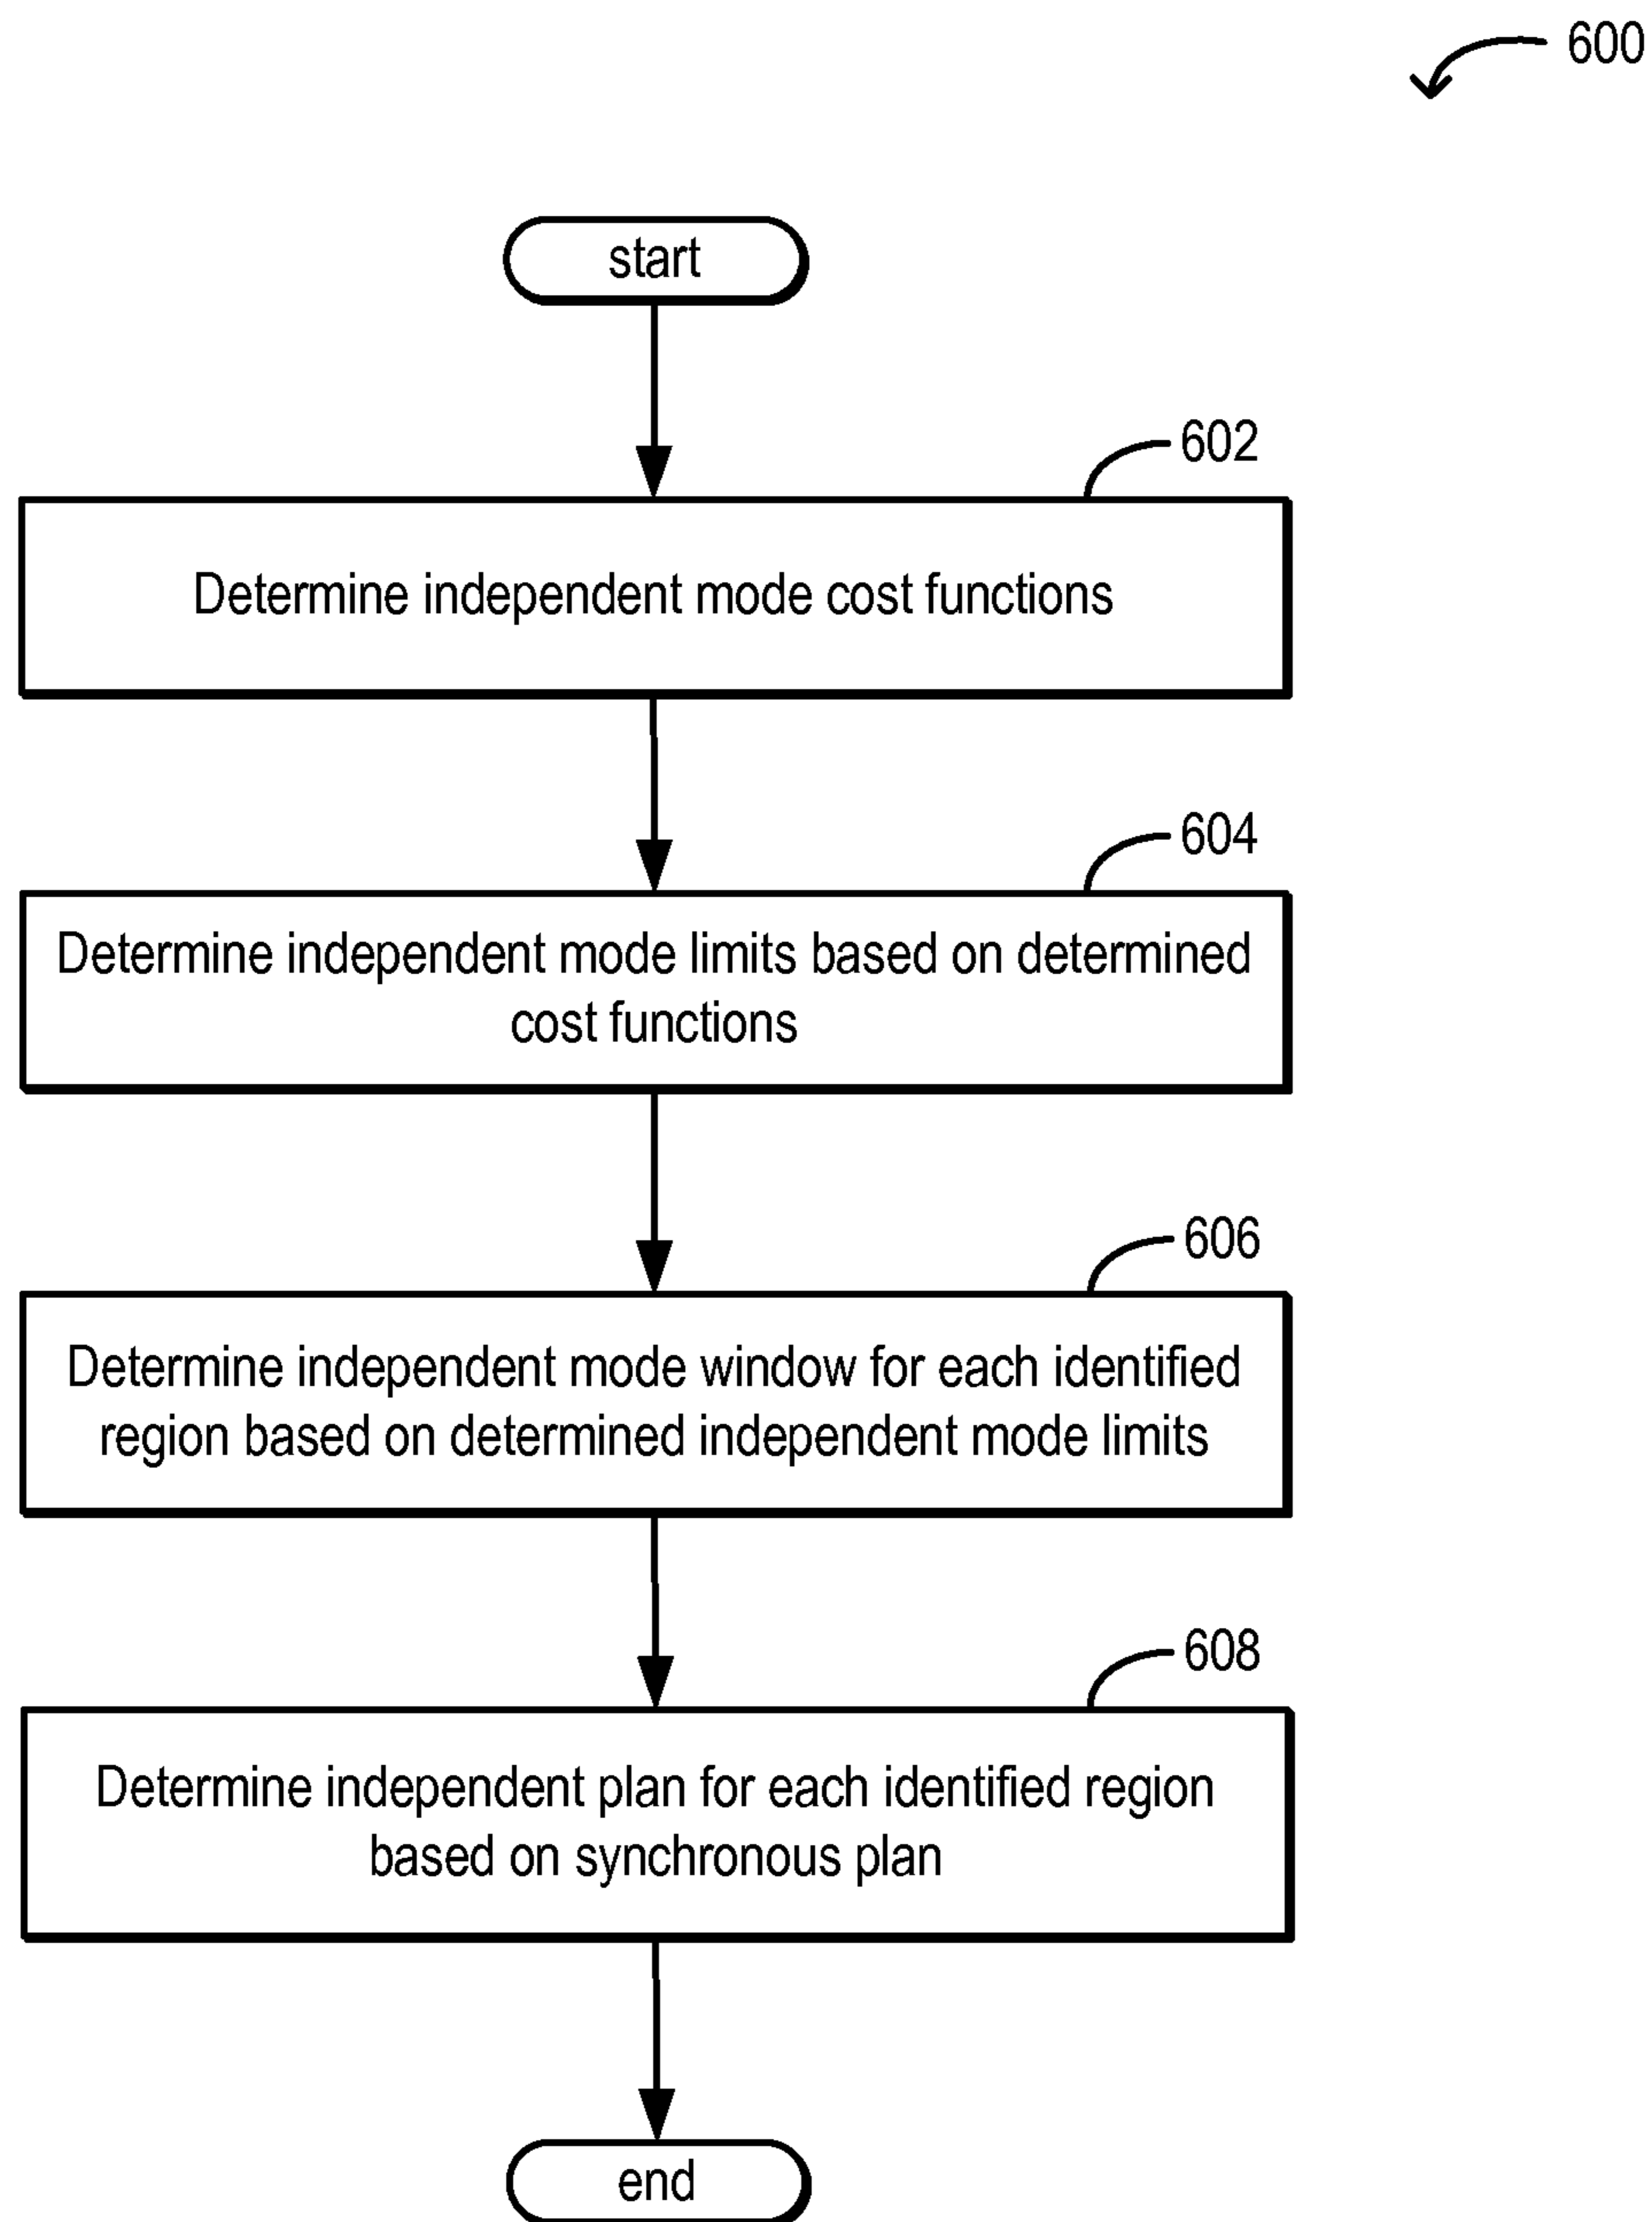 600
start
602
Determine independent mode cost functions
604
Determine independent mode limits based on determined
cost functions
606
Determine independent mode window for each identified
region based on determined independent mode limits
608
Determine independent plan for each identified region
based on synchronous plan
end